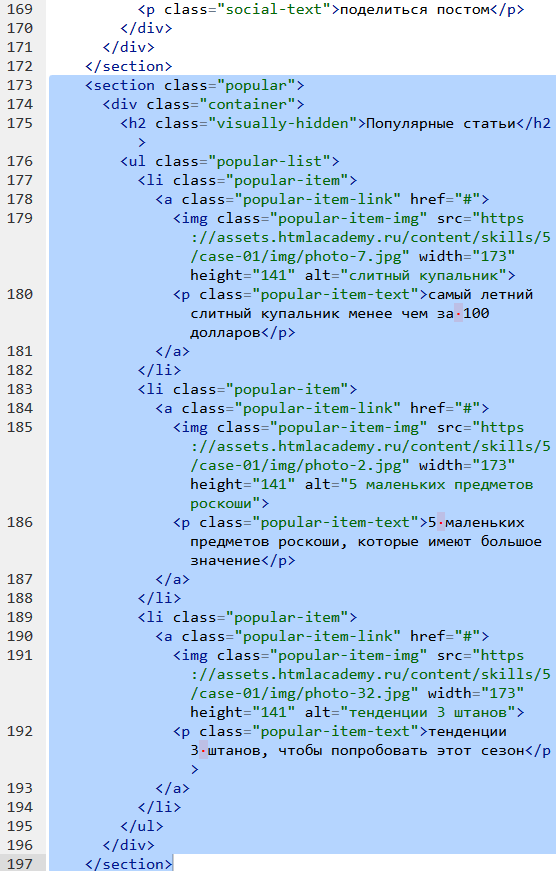 169 <p class="social-text">поделиться постом</p>
170 </div>
171 </div>
172 </section>
173 <section class="popular">
174 <div class="container">
175 <h2 class="visually-hidden">Популярные статьи</h2
>
176 <ul class="popular-list">
177 <li class="popular-item">
178 <a class="popular-item-link" href="#">
179 <img class="popular-item-img" src="https
://assets.htmlacademy.ru/content/skills/5
/case-01/img/photo-7.jpg" width="173"
height="141" alt="слитный купальник">
180 <p class="popular-item-text">самый летний
слитный купальник менее чем за·100
долларов</p>
181 </a>
182 </li>
183 <li class="popular-item">
184 <a class="popular-item-link" href="#">
185 <img class="popular-item-img" src="https
://assets.htmlacademy.ru/content/skills/5
/case-01/img/photo-2.jpg" width="173"
height="141" alt="5 маленьких предметов
роскоши">
186 <p class="popular-item-text">5·маленьких
предметов роскоши, которые имеют большое
значение</p>
187 </a>
188 </li>
189 <li class="popular-item">
190 <a class="popular-item-link" href="#">
191 <img class="popular-item-img" src="https
://assets.htmlacademy.ru/content/skills/5
/case-01/img/photo-32.jpg" width="173"
height="141" alt="тенденции 3 штанов">
192 <p class="popular-item-text">тенденции
3·штанов, чтобы попробовать этот сезон</p
>
193 </a>
194 </li>
195 </ul>
196 </div>
197 </section>